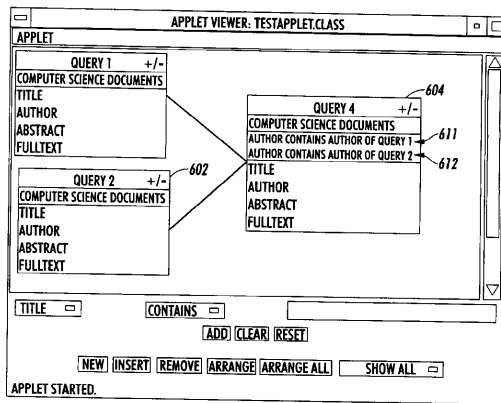 APPLET VIEWER: TESTAPPLET.CLASS
APPLET
QUERY 1 +/-
COMPUTER SCIENCE DOCUMENTS
TITLE
AUTHOR
ABSTRACT
FULLTEXT
QUERY 2 +/-
602
COMPUTER SCIENCE DOCUMENTS
TITLE
AUTHOR
ABSTRACT
FULLTEXT
604
QUERY 4 +/-
COMPUTER SCIENCE DOCUMENTS
AUTHOR CONTAINS AUTHOR OF QUERY 1
611
AUTHOR CONTAINS AUTHOR OF QUERY 2
612
TITLE
AUTHOR
ABSTRACT
FULLTEXT
TITLE CONTAINS
ADD CLEAR RESET
NEW INSERT REMOVE ARRANGE ARRANGE ALL SHOW ALL
APPLET STARTED.